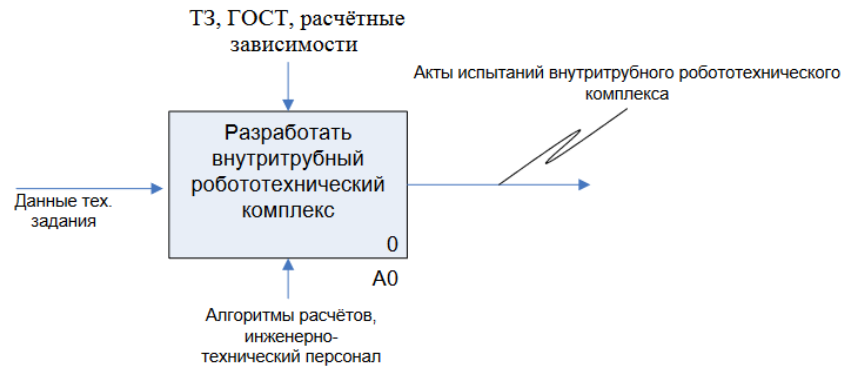 ТЗ, ГОСТ, расчётные
зависимости
Акты испытаний внутритрубного робототехнического
комплекса
Разработать
внутритрубный
робототехнический
комплекс
0
А0
Данные тех.
задания
Алгоритмы расчётов,
инженерно-
технический персонал